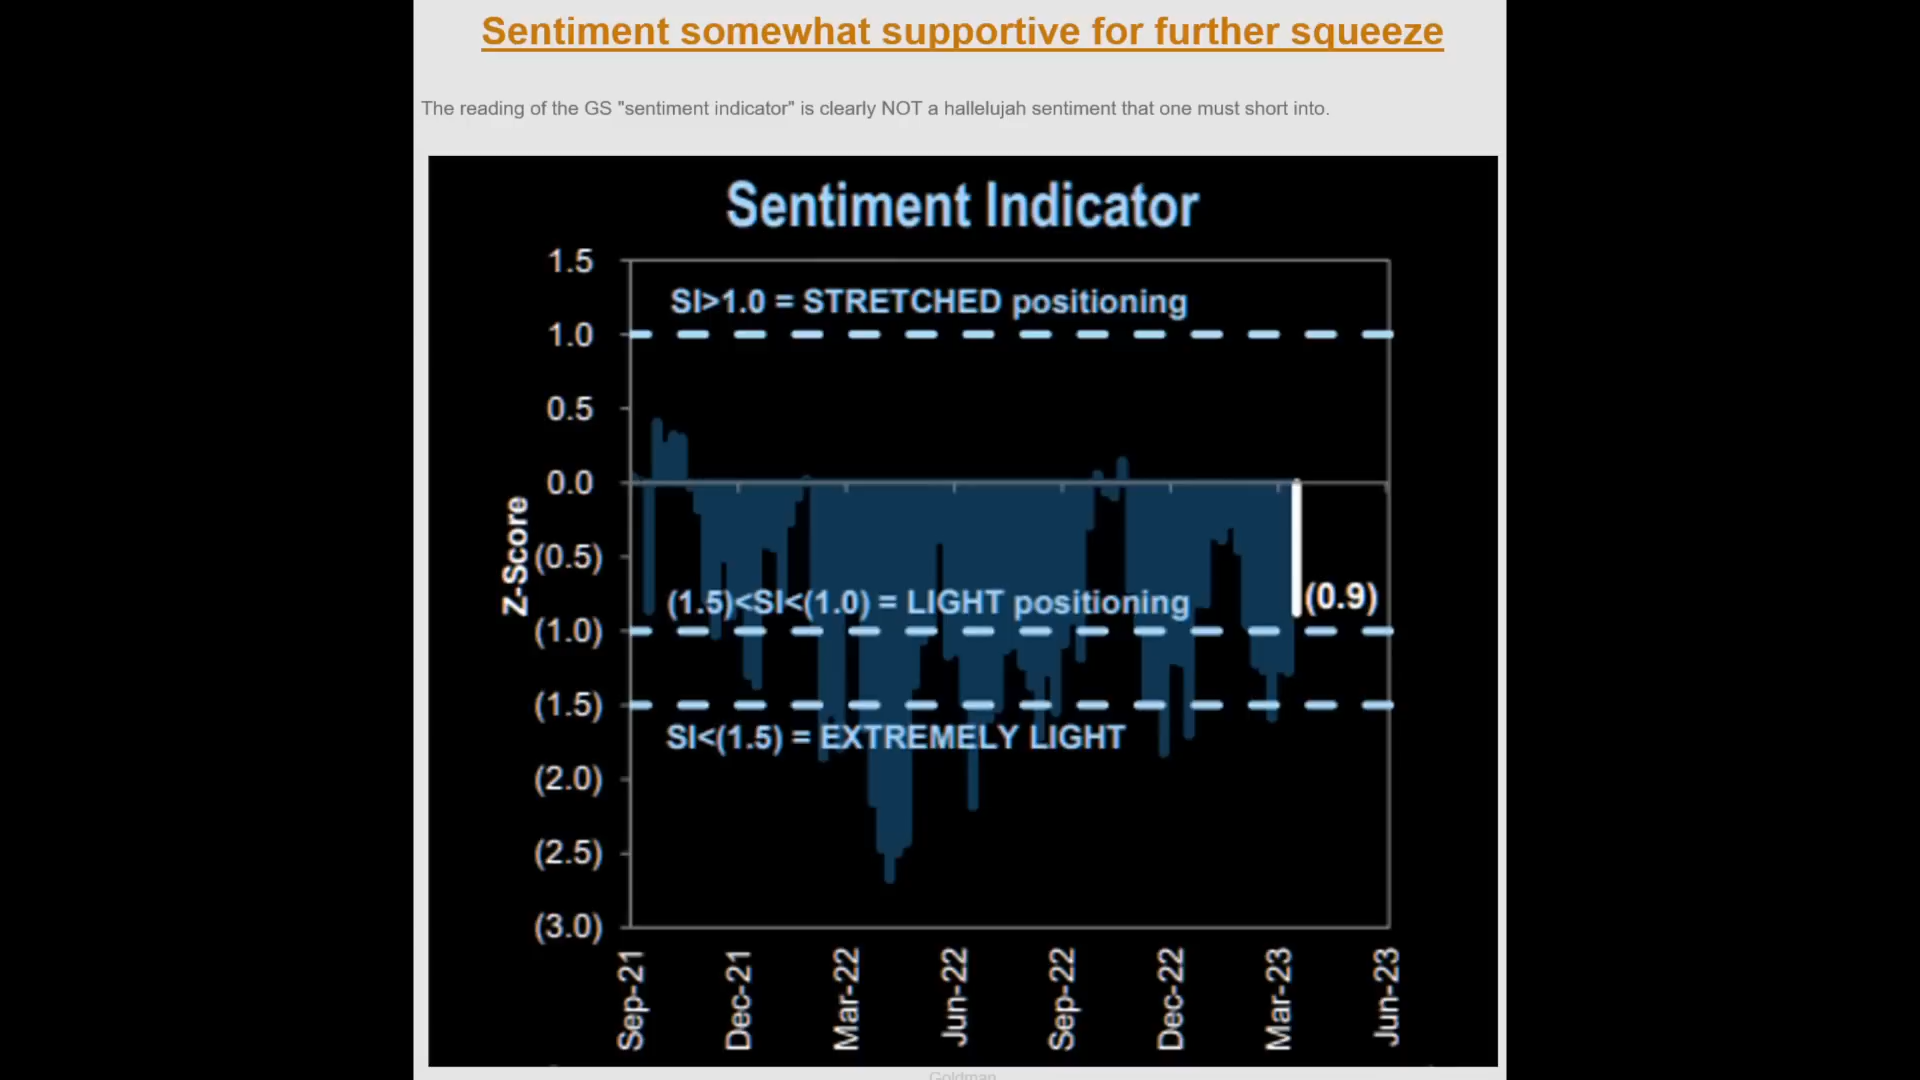 Sentiment somewhat supportive for further squeeze
The reading of the GS "sentiment indicator" is clearly NOT a hallelujah sentiment that one must short into.
Sentiment Indicator
1.5
SI>1.0 = STRETCHED positioning
1.0
0.5
0.0
Z-Score
(0.5)
(1.5)<SI<(1.0) = LIGHT positioning
(0.9)
(1.0)
(1.5)
SI<(1.5) = EXTREMELY LIGHT
(2.0)
(2.5)
(3.0)
Sep-21
Dec-21
Mar-22
Jun-22
Sep-22
Dec-22
Mar-23
Jun-23
Goldman